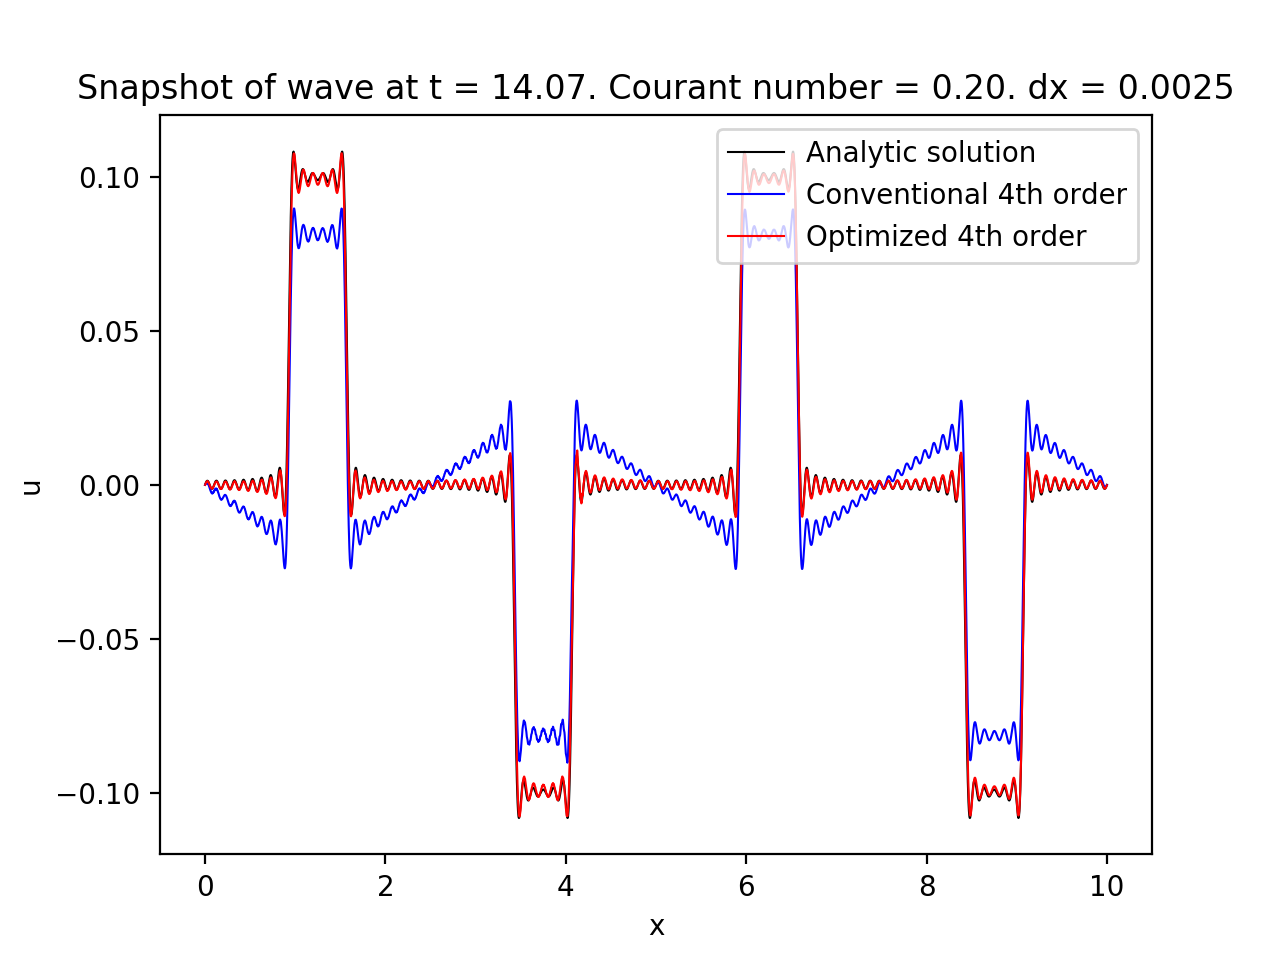 Snapshot of wave at t = 14.07. Courant number = 0.20. dx = 0.0025
Analytic solution
Conventional 4th order
Optimized 4th order
0.10
0.05
0.00
−0.05
−0.10
u
0 2 4 6 8 10
x